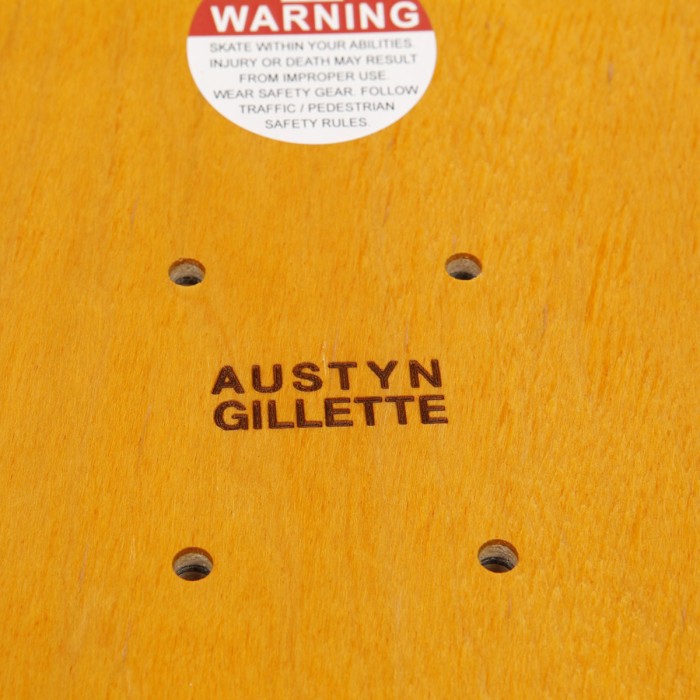 WARNING
SKATE WITHIN YOUR ABILITIES.
INJURY OR DEATH MAY RESULT
FROM IMPROPER USE.
WEAR SAFETY GEAR. FOLLOW
TRAFFIC / PEDESTRIAN
SAFETY RULES.
AUSTYN
GILLETTE